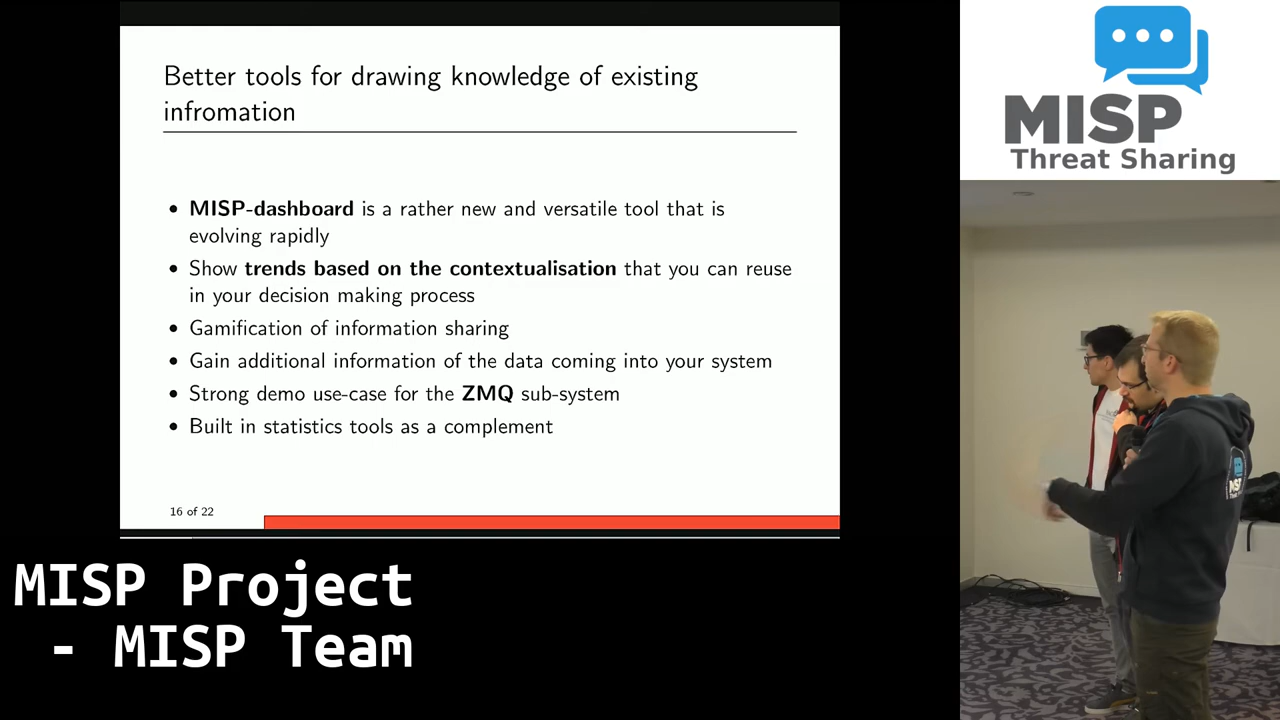 Better tools for drawing knowledge of existing
infromation
• MISP-dashboard is a rather new and versatile tool that is
evolving rapidly
• Show trends based on the contextualisation that you can reuse
in your decision making process
• Gamification of information sharing
• Gain additional information of the data coming into your system
• Strong demo use-case for the ZMQ sub-system
• Built in statistics tools as a complement
16 of 22
MISP
Threat Sharing
MISP
MISP Project
- MISP Team